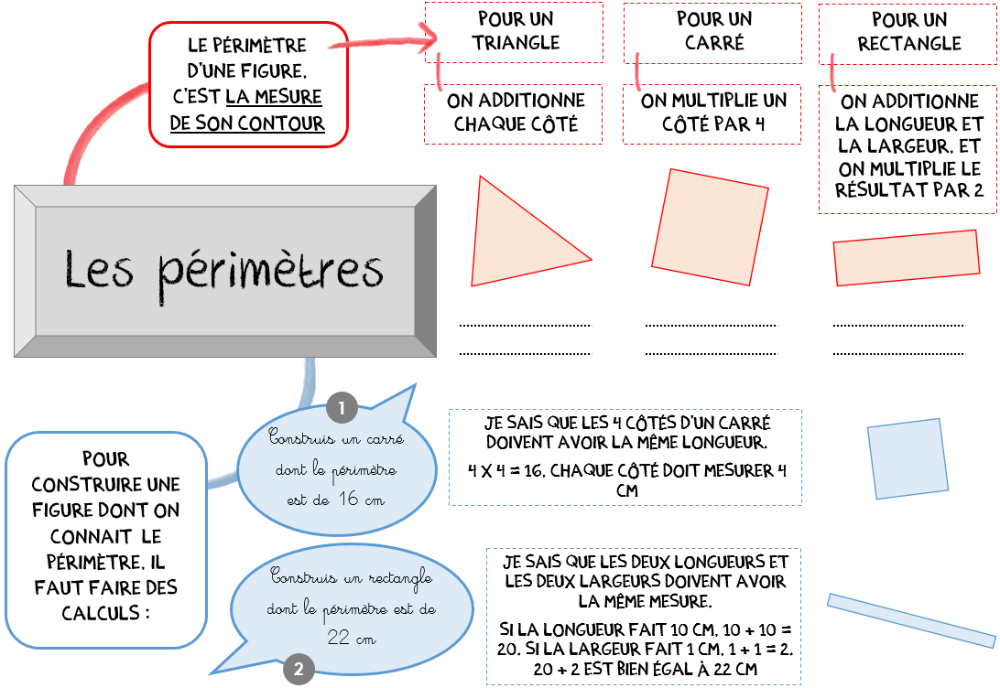 LE PÉRIMÈTRE
D'UNE FIGURE,
C'EST LA MESURE
DE SON CONTOUR
POUR UN
TRIANGLE
ON ADDITIONNE
CHAQUE CÔTÉ
POUR UN
CARRÉ
ON MULTIPLIE UN
CÔTÉ PAR 4
POUR UN
RECTANGLE
ON ADDITIONNE
LA LONGUEUR ET
LA LARGEUR, ET
ON MULTIPLIE LE
RÉSULTAT PAR 2
Les périmètres
POUR
CONSTRUIRE UNE
FIGURE DONT ON
CONNAIT LE
PÉRIMÈTRE, IL
FAUT FAIRE DES
CALCULS :
1
Construis un carré
dont le périmètre
est de 16 cm
JE SAIS QUE LES 4 CÔTÉS D'UN CARRÉ
DOIVENT AVOIR LA MÊME LONGUEUR.
4 X 4 = 16. CHAQUE CÔTÉ DOIT MESURER 4
CM
Construis un rectangle
dont le périmètre est de
22 cm
2
JE SAIS QUE LES DEUX LONGUEURS ET
LES DEUX LARGEURS DOIVENT AVOIR
LA MÊME MESURE.
SI LA LONGUEUR FAIT 10 CM, 10 + 10 =
20. SI LA LARGEUR FAIT 1 CM, 1 + 1 = 2.
20 + 2 EST BIEN ÉGAL À 22 CM